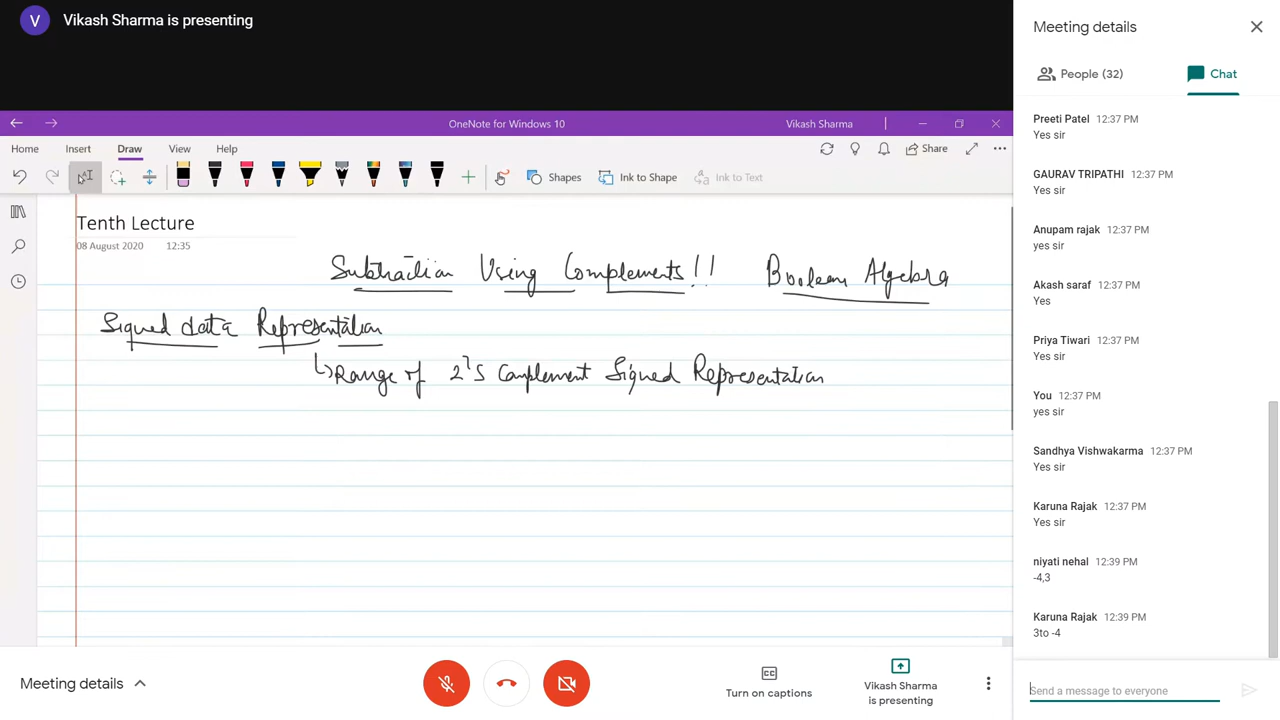 V Vikash Sharma is presenting
Meeting details
People (32) Chat
OneNote for Windows 10 Vikash Sharma
Home Insert Draw View Help Share
Shapes Ink to Shape Ink to Text
Tenth Lecture
08 August 2020 12:35
Subtraction Using Complements!! Boolean Algebra
Signed data Representation
Range of 2's Complement Signed Representation
Preeti Patel 12:37 PM
Yes sir
GAURAV TRIPATHI 12:37 PM
Yes sir
Anupam rajak 12:37 PM
yes sir
Akash saraf 12:37 PM
Yes
Priya Tiwari 12:37 PM
Yes sir
You 12:37 PM
yes sir
Sandhya Vishwakarma 12:37 PM
Yes sir
Karuna Rajak 12:37 PM
Yes sir
niyati nehal 12:39 PM
-4,3
Karuna Rajak 12:39 PM
3to -4
Send a message to everyone
Meeting details
Turn on captions
Vikash Sharma
is presenting